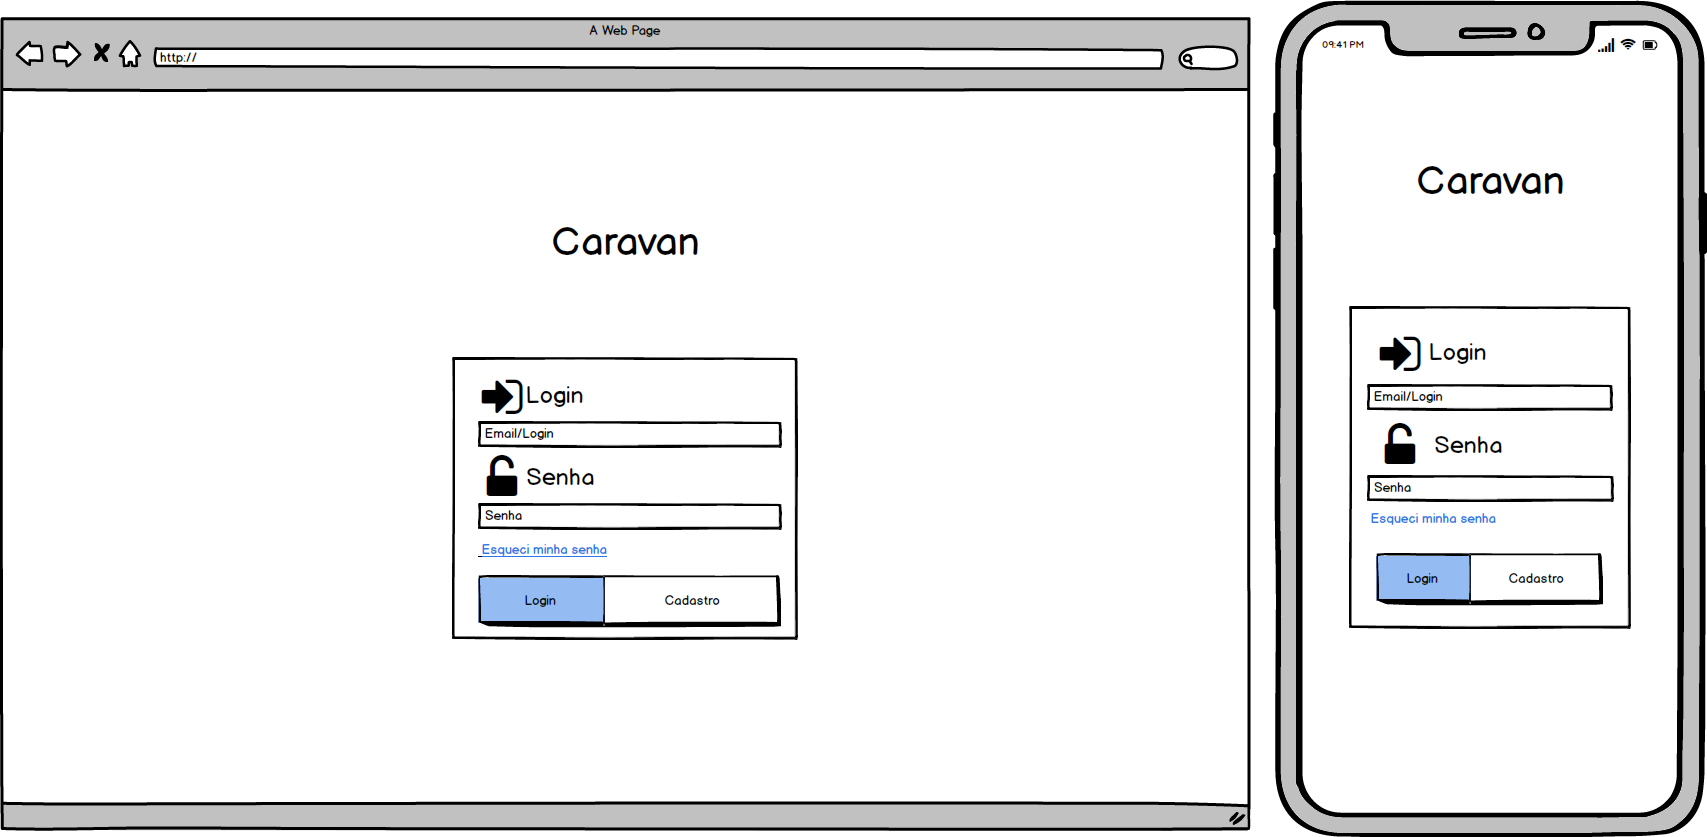 A Web Page
http://
Caravan
Login
Email/Login
Senha
Senha
Esqueci minha senha
Login Cadastro
09:41 PM
Caravan
Login
Email/Login
Senha
Senha
Esqueci minha senha
Login Cadastro